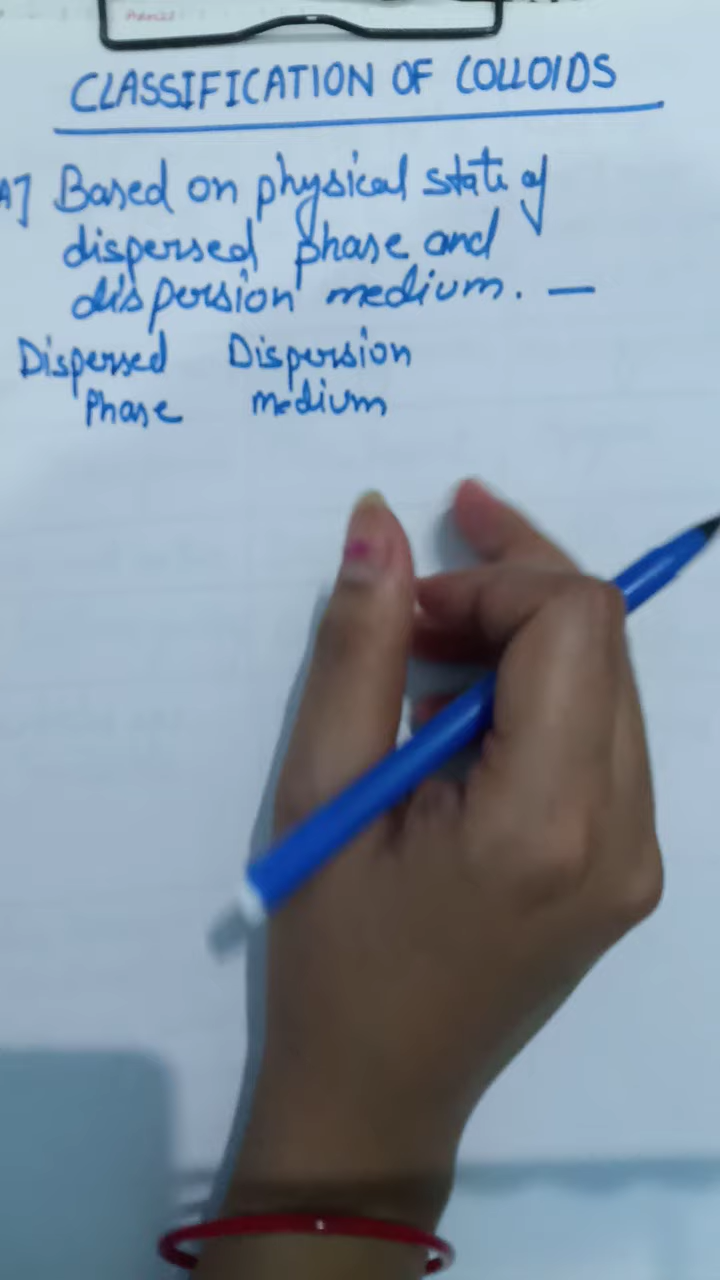 CLASSIFICATION OF COLLOIDS
A] Based on physical state of
dispersed phase and
dispersion medium. —
Dispersed Dispersion
Phase medium